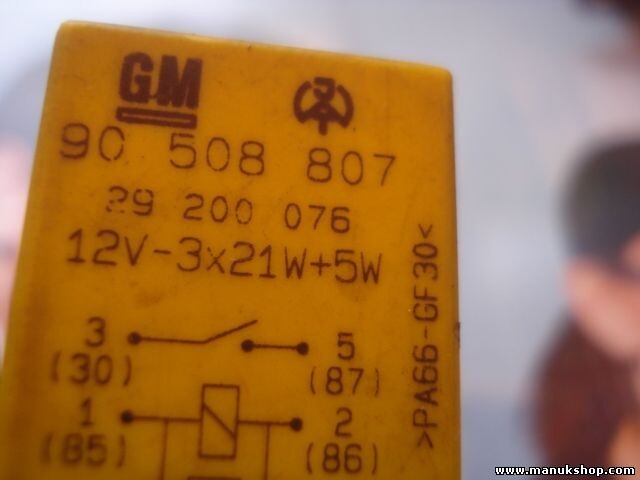 GM
90 508 807
29 200 076
12V-3x21W+5W
3 5
(30) (87)
1 2
(85) (86)
>PA66-GF30<
www.manukshop.com